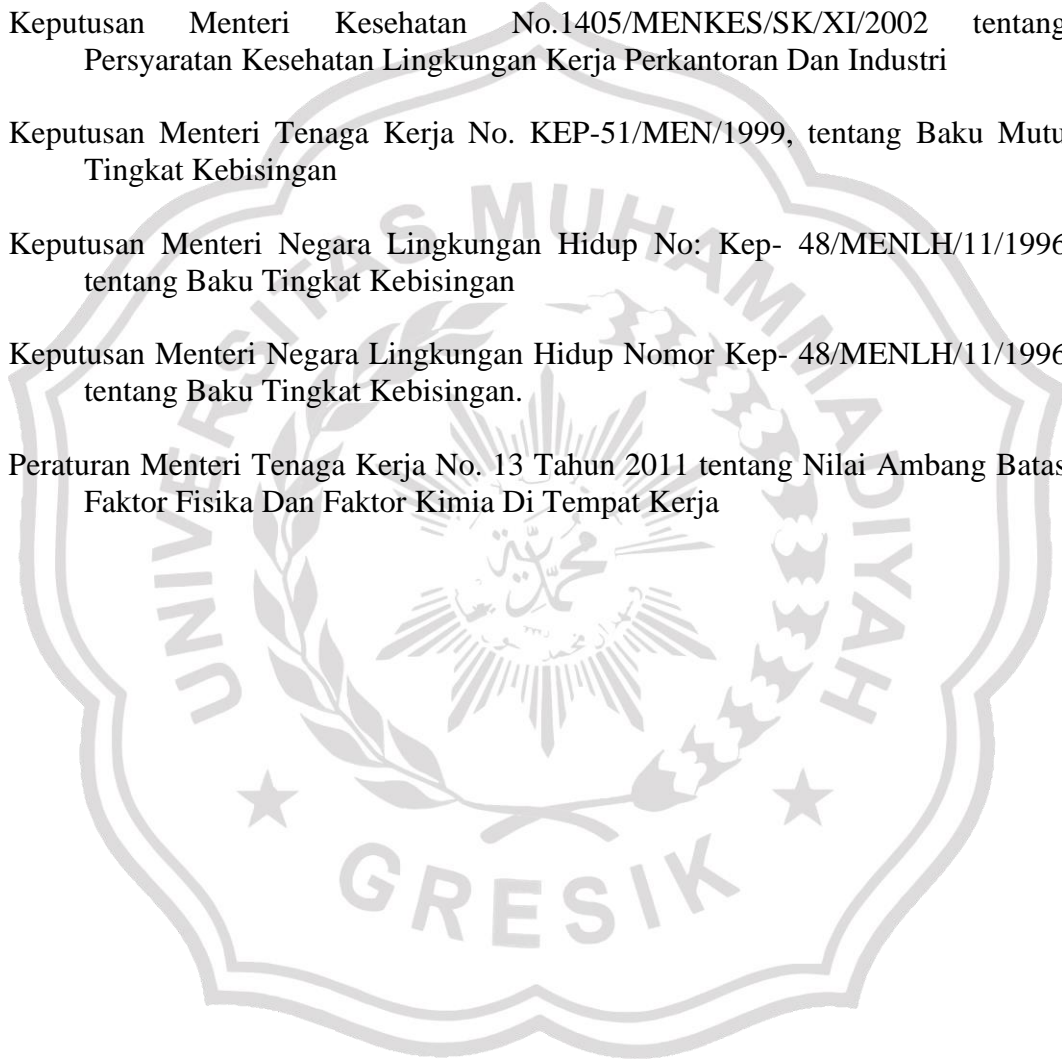 Keputusan Menteri Kesehatan No.1405/MENKES/SK/XI/2002 tentang
Persyaratan Kesehatan Lingkungan Kerja Perkantoran Dan Industri
Keputusan Menteri Tenaga Kerja No. KEP-51/MEN/1999, tentang Baku Mutu
Tingkat Kebisingan
Keputusan Menteri Negara Lingkungan Hidup No: Kep- 48/MENLH/11/1996
tentang Baku Tingkat Kebisingan
Keputusan Menteri Negara Lingkungan Hidup Nomor Kep- 48/MENLH/11/1996
tentang Baku Tingkat Kebisingan.
Peraturan Menteri Tenaga Kerja No. 13 Tahun 2011 tentang Nilai Ambang Batas
Faktor Fisika Dan Faktor Kimia Di Tempat Kerja
UNIVERSITAS MUHAMMADIYAH
GRESIK